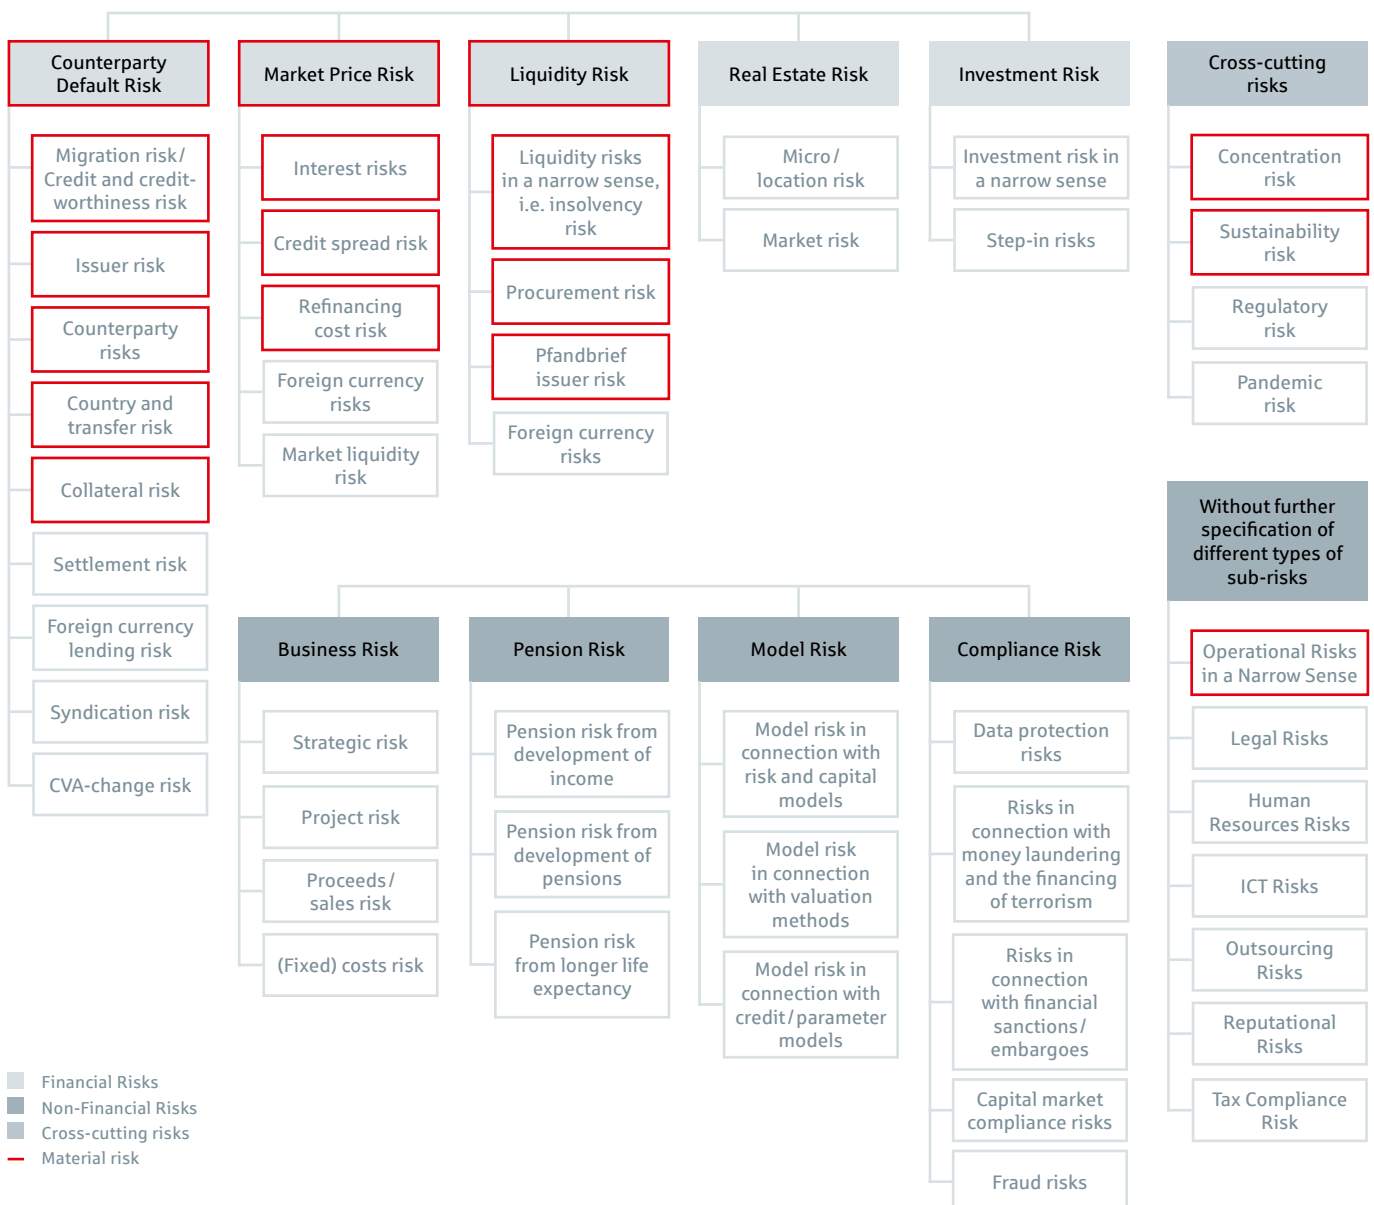 Counterparty
Default Risk
Migration risk/
Credit and credit-
worthiness risk
Issuer risk
Counterparty
risks
Country and
transfer risk
Collateral risk
Settlement risk
Foreign currency
lending risk
Syndication risk
CVA-change risk
Market Price Risk
Interest risks
Credit spread risk
Refinancing
cost risk
Foreign currency
risks
Market liquidity
risk
Liquidity Risk
Liquidity risks
in a narrow sense,
i.e. insolvency
risk
Procurement risk
Pfandbrief
issuer risk
Foreign currency
risks
Real Estate Risk
Micro/
location risk
Market risk
Investment Risk
Investment risk in
a narrow sense
Step-in risks
Cross-cutting
risks
Concentration
risk
Sustainability
risk
Regulatory
risk
Pandemic
risk
Business Risk
Strategic risk
Project risk
Proceeds/
sales risk
(Fixed) costs risk
Pension Risk
Pension risk from
development of
income
Pension risk from
development of
pensions
Pension risk
from longer life
expectancy
Model Risk
Model risk in
connection with
risk and capital
models
Model risk
in connection
with valuation
methods
Model risk in
connection with
credit/parameter
models
Compliance Risk
Data protection
risks
Risks in
connection with
money laundering
and the financing
of terrorism
Risks in
connection
with financial
sanctions/
embargoes
Capital market
compliance risks
Fraud risks
Without further
specification of
different types of
sub-risks
Operational Risks
in a Narrow Sense
Legal Risks
Human
Resources Risks
ICT Risks
Outsourcing
Risks
Reputational
Risks
Tax Compliance
Risk
Financial Risks
Non-Financial Risks
Cross-cutting risks
Material risk